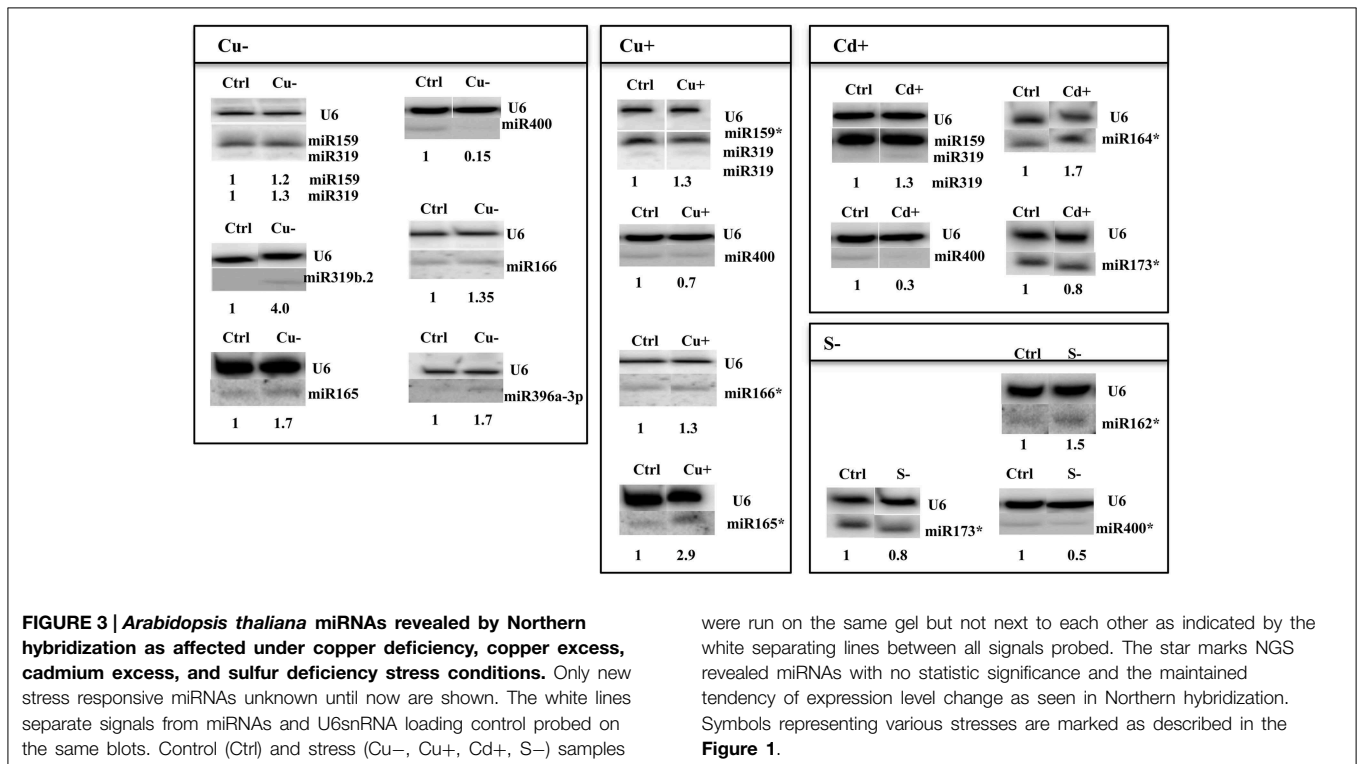 Cu-
Ctrl Cu-
U6
miR159
miR319
1 1.2 miR159
1 1.3 miR319
Ctrl Cu-
U6
miR319b.2
1 4.0
Ctrl Cu-
U6
miR165
1 1.7
Ctrl Cu-
U6
miR400
1 0.15
Ctrl Cu-
U6
miR166
1 1.35
Ctrl Cu-
U6
miR396a-3p
1 1.7
Cu+
Ctrl Cu+
U6
miR159*
miR319
miR319
1 1.3
Ctrl Cu+
U6
miR400
1 0.7
Ctrl Cu+
U6
miR166*
1 1.3
Ctrl Cu+
U6
miR165*
1 2.9
Cd+
Ctrl Cd+
U6
miR159
miR319
1 1.3 miR319
Ctrl Cd+
U6
miR400
1 0.3
Ctrl Cd+
U6
miR164*
1 1.7
Ctrl Cd+
U6
miR173*
1 0.8
S-
Ctrl S-
U6
miR162*
1 1.5
Ctrl S-
U6
miR173*
1 0.8
Ctrl S-
U6
miR400*
1 0.5
FIGURE 3 | Arabidopsis thaliana miRNAs revealed by Northern
hybridization as affected under copper deficiency, copper excess,
cadmium excess, and sulfur deficiency stress conditions. Only new
stress responsive miRNAs unknown until now are shown. The white lines
separate signals from miRNAs and U6snRNA loading control probed on
the same blots. Control (Ctrl) and stress (Cu−, Cu+, Cd+, S−) samples
were run on the same gel but not next to each other as indicated by the
white separating lines between all signals probed. The star marks NGS
revealed miRNAs with no statistic significance and the maintained
tendency of expression level change as seen in Northern hybridization.
Symbols representing various stresses are marked as described in the
Figure 1.